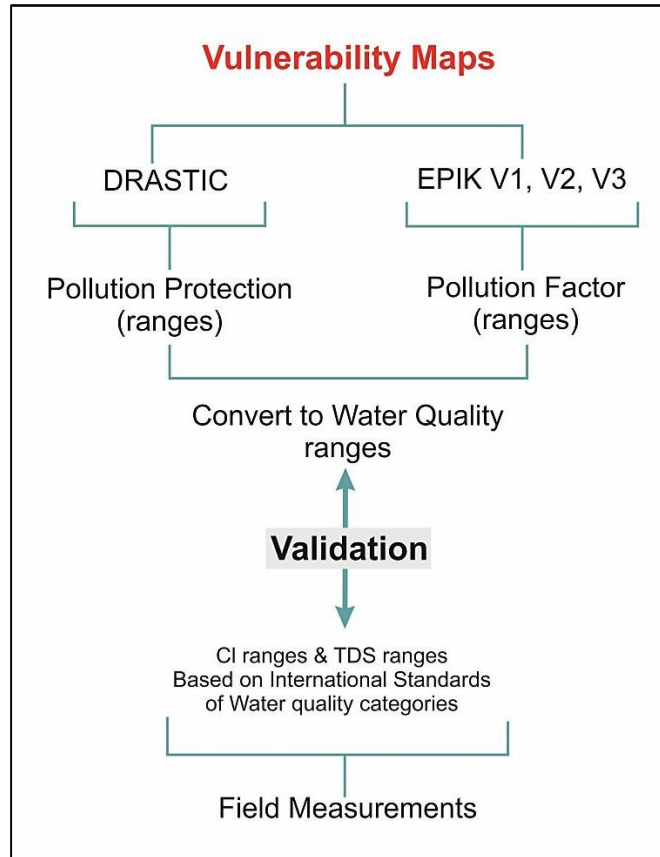 Vulnerability Maps
DRASTIC
EPIK V1, V2, V3
Pollution Protection
(ranges)
Pollution Factor
(ranges)
Convert to Water Quality
ranges
Validation
Cl ranges & TDS ranges
Based on International Standards
of Water quality categories
Field Measurements